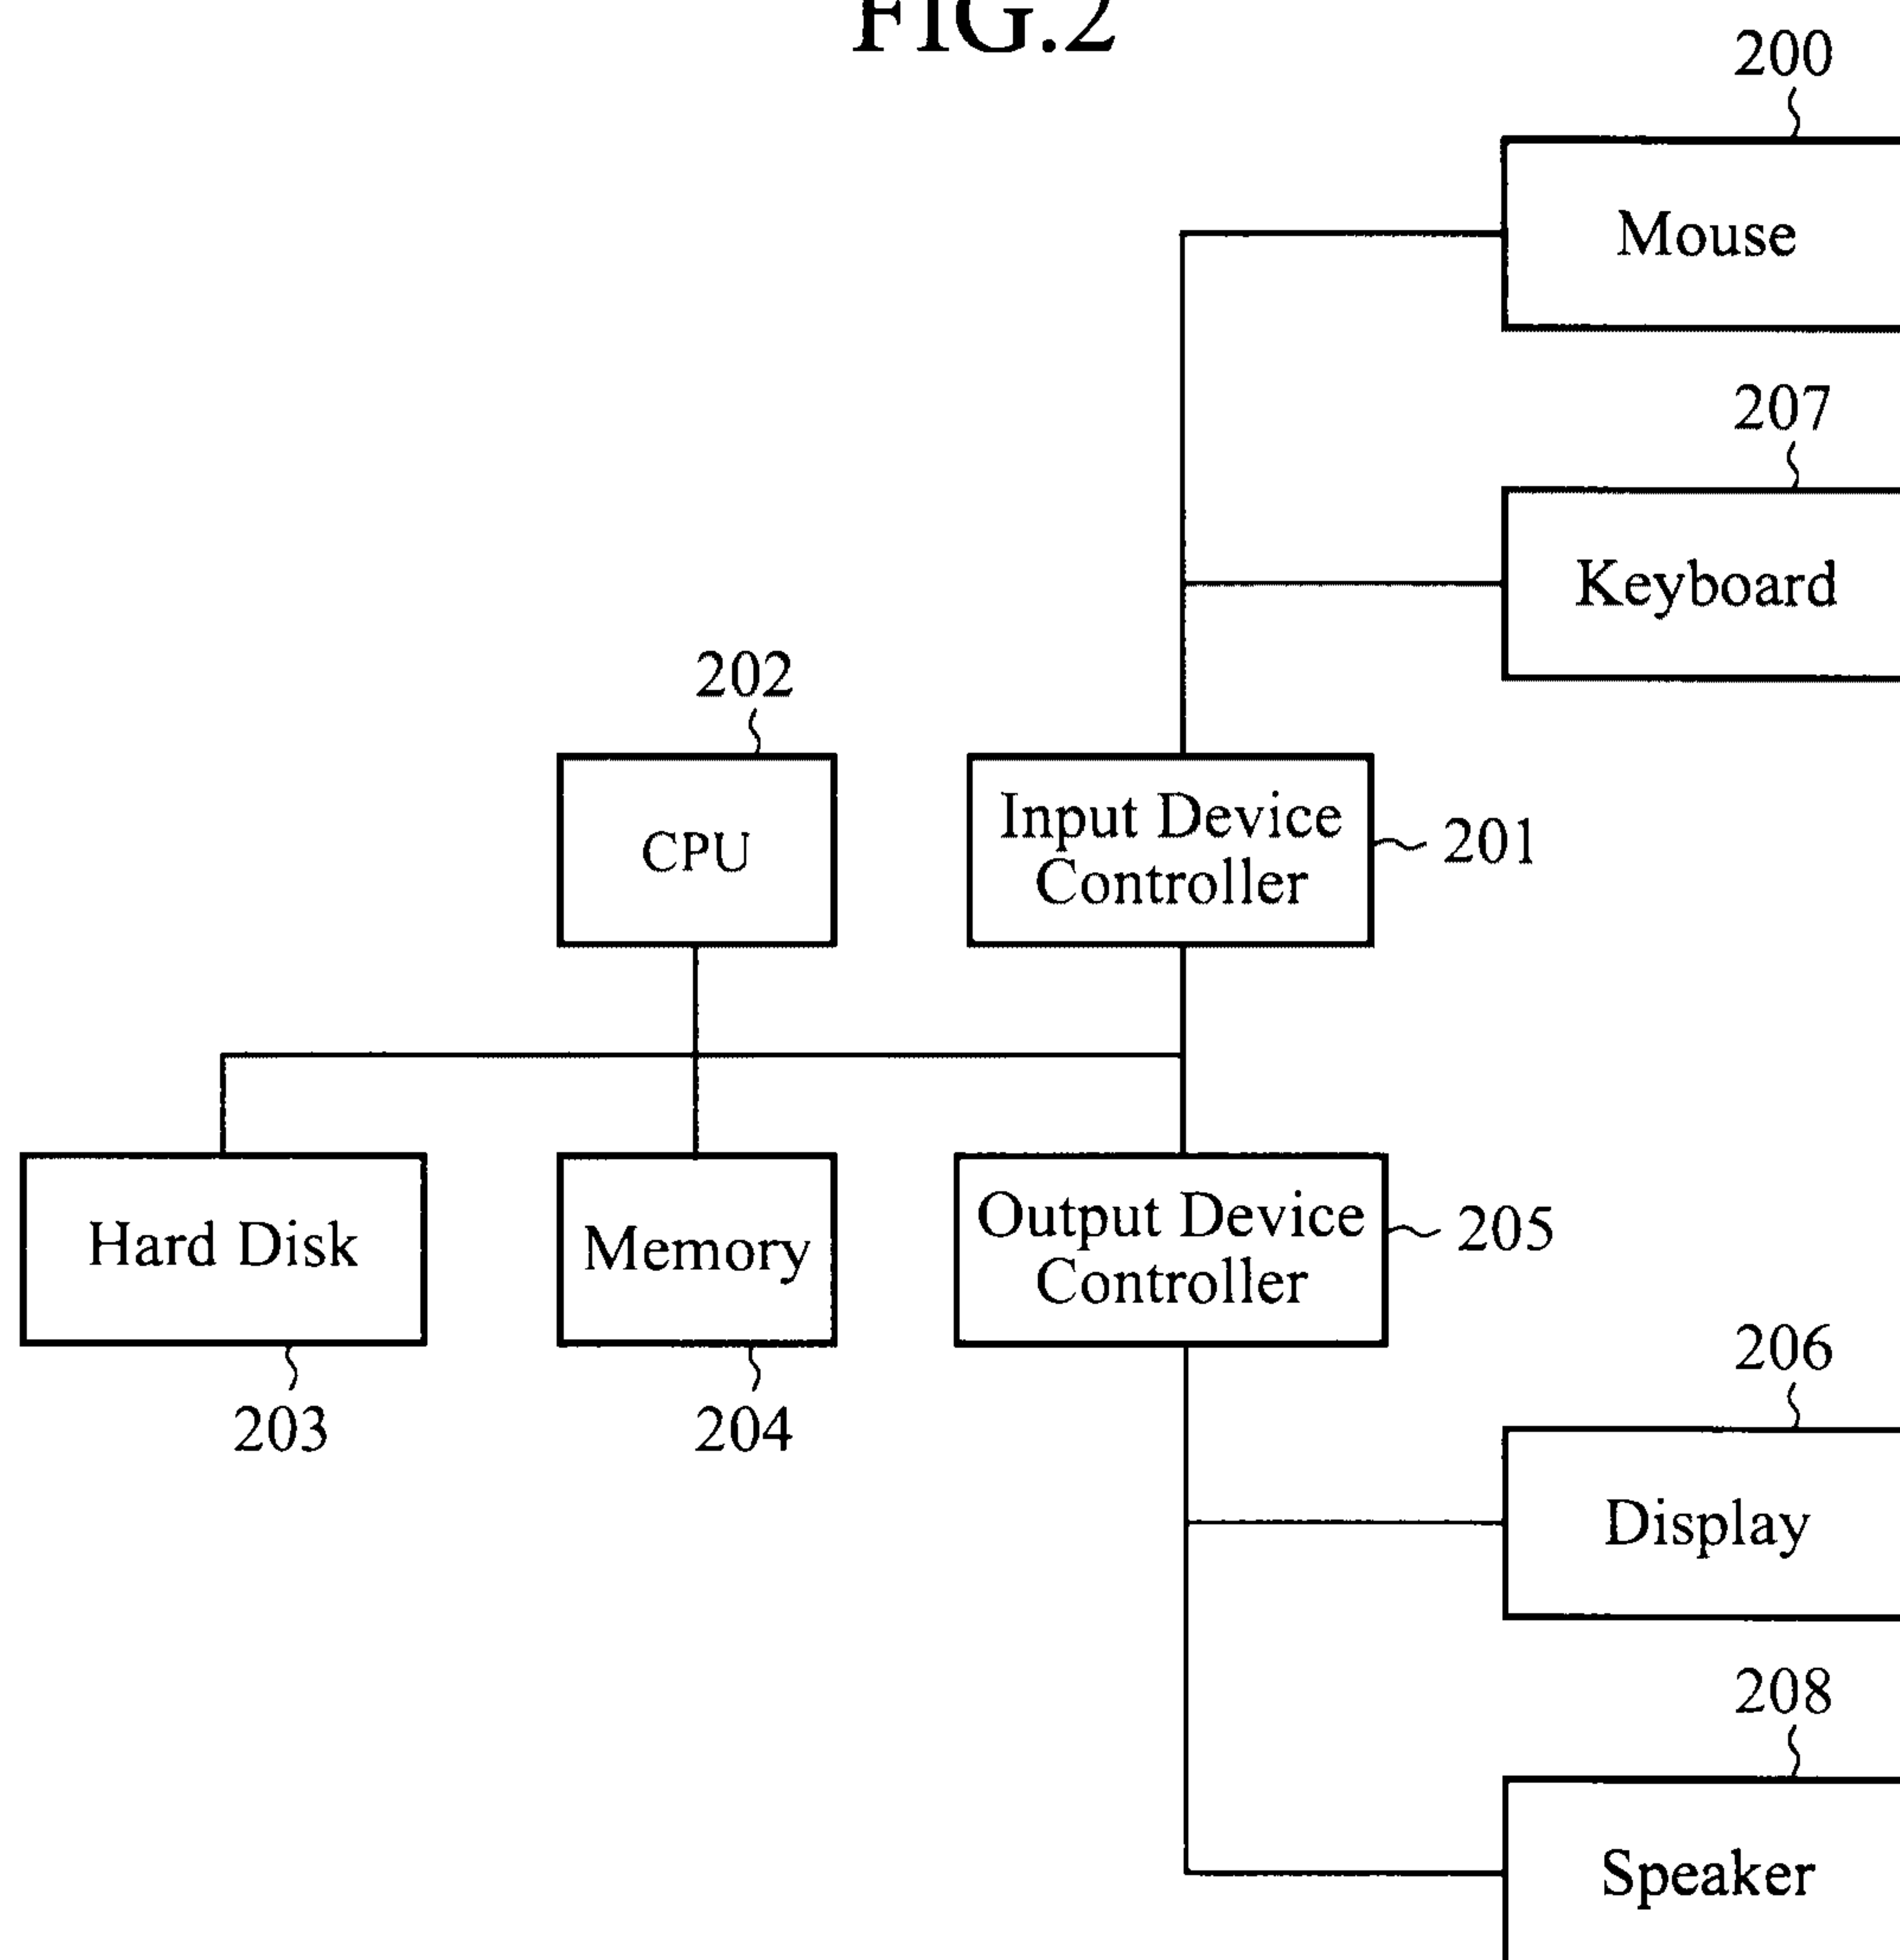 FIG.2
200
Mouse
207
Keyboard
202
CPU
Input Device
Controller
201
Hard Disk
203
Memory
204
Output Device
Controller
205
206
Display
208
Speaker